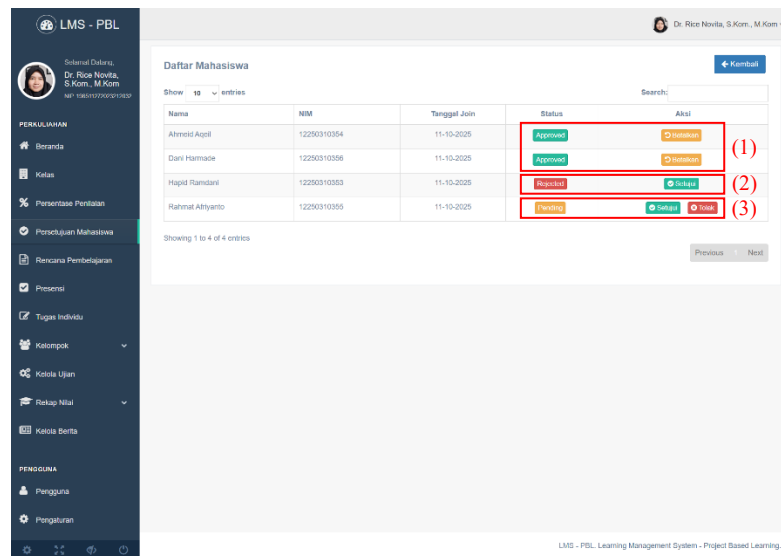 LMS - PBL
Dr. Rice Novita, S.Kom., M.Kom
Selamat Datang,
Dr. Rice Novita,
S.Kom., M.Kom
PERKULIAHAN
Beranda
Kelas
Persentase Penilaian
Persetujuan Mahasiswa
Rencana Pembelajaran
Presensi
Tugas Individu
Kelompok
Kelola Ujian
Rekap Nilai
Kelola Berita
PENGGUNA
Pengguna
Pengaturan
Daftar Mahasiswa
Kembali
Show 10 entries
Search:
Nama NIM Tanggal Join Status Aksi
Ahmeid Aqeil 12250310354 11-10-2025 Approved Batalkan
(1)
Dani Harmade 12250310356 11-10-2025 Approved Batalkan
Hapid Ramdani 12250310353 11-10-2025 Rejected Setujui (2)
Rahmat Afriyanto 12250310355 11-10-2025 Pending Setujui Tolak (3)
Showing 1 to 4 of 4 entries
Previous 1 Next
LMS - PBL. Learning Management System - Project Based Learning.